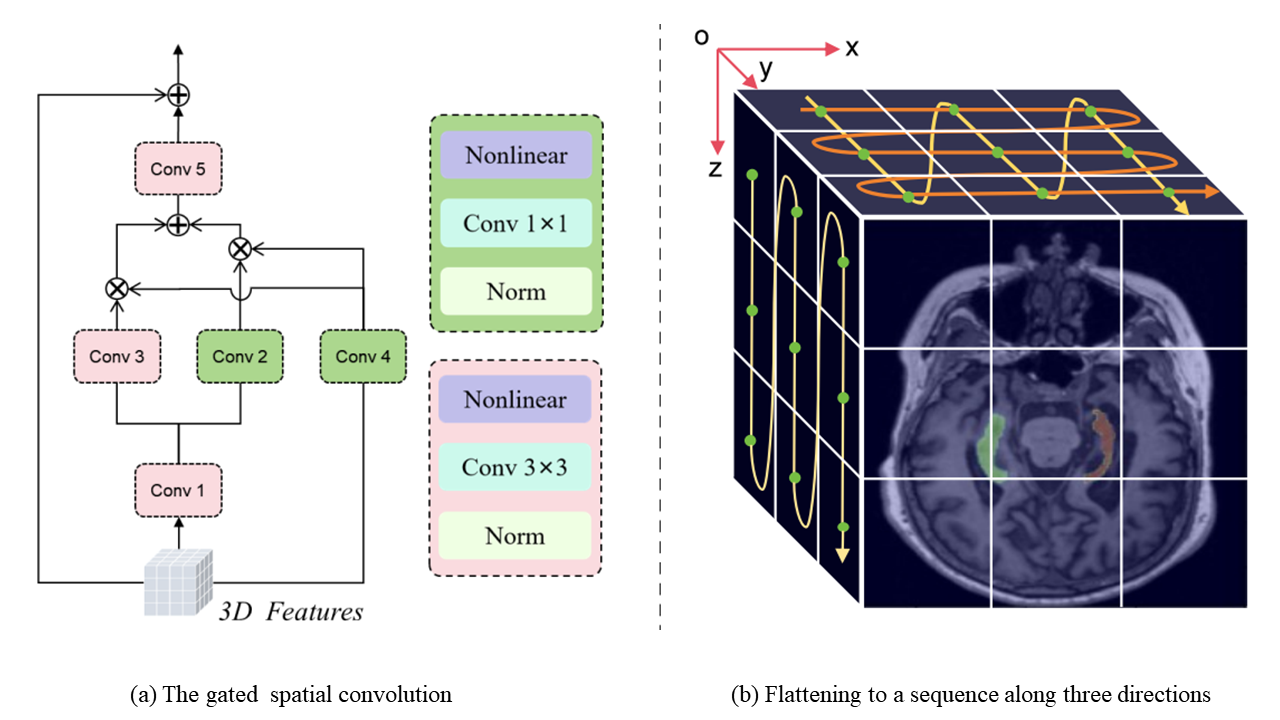 Conv 5
Conv 3
Conv 2
Conv 4
Conv 1
3D Features
Nonlinear
Conv 1×1
Norm
Nonlinear
Conv 3×3
Norm
(a) The gated spatial convolution
o
x
y
z
(b) Flattening to a sequence along three directions